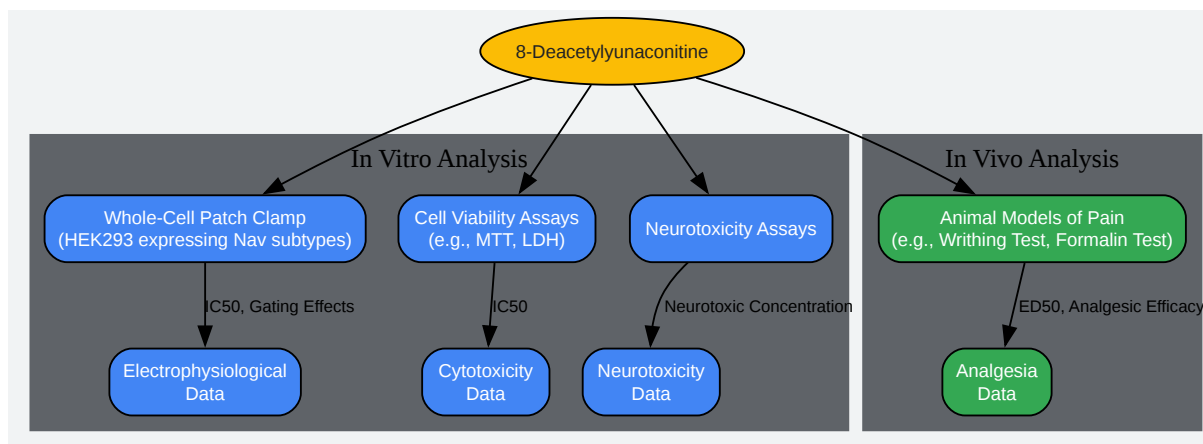 8-Deacetylyunaconitine
In Vitro Analysis
In Vivo Analysis
Whole-Cell Patch Clamp
(HEK293 expressing Nav subtypes)
Cell Viability Assays
(e.g., MTT, LDH)
Neurotoxicity Assays
Animal Models of Pain
(e.g., Writhing Test, Formalin Test)
IC50, Gating Effects
IC50
Neurotoxic Concentration
ED50, Analgesic Efficacy
Electrophysiological
Data
Cytotoxicity
Data
Neurotoxicity
Data
Analgesia
Data